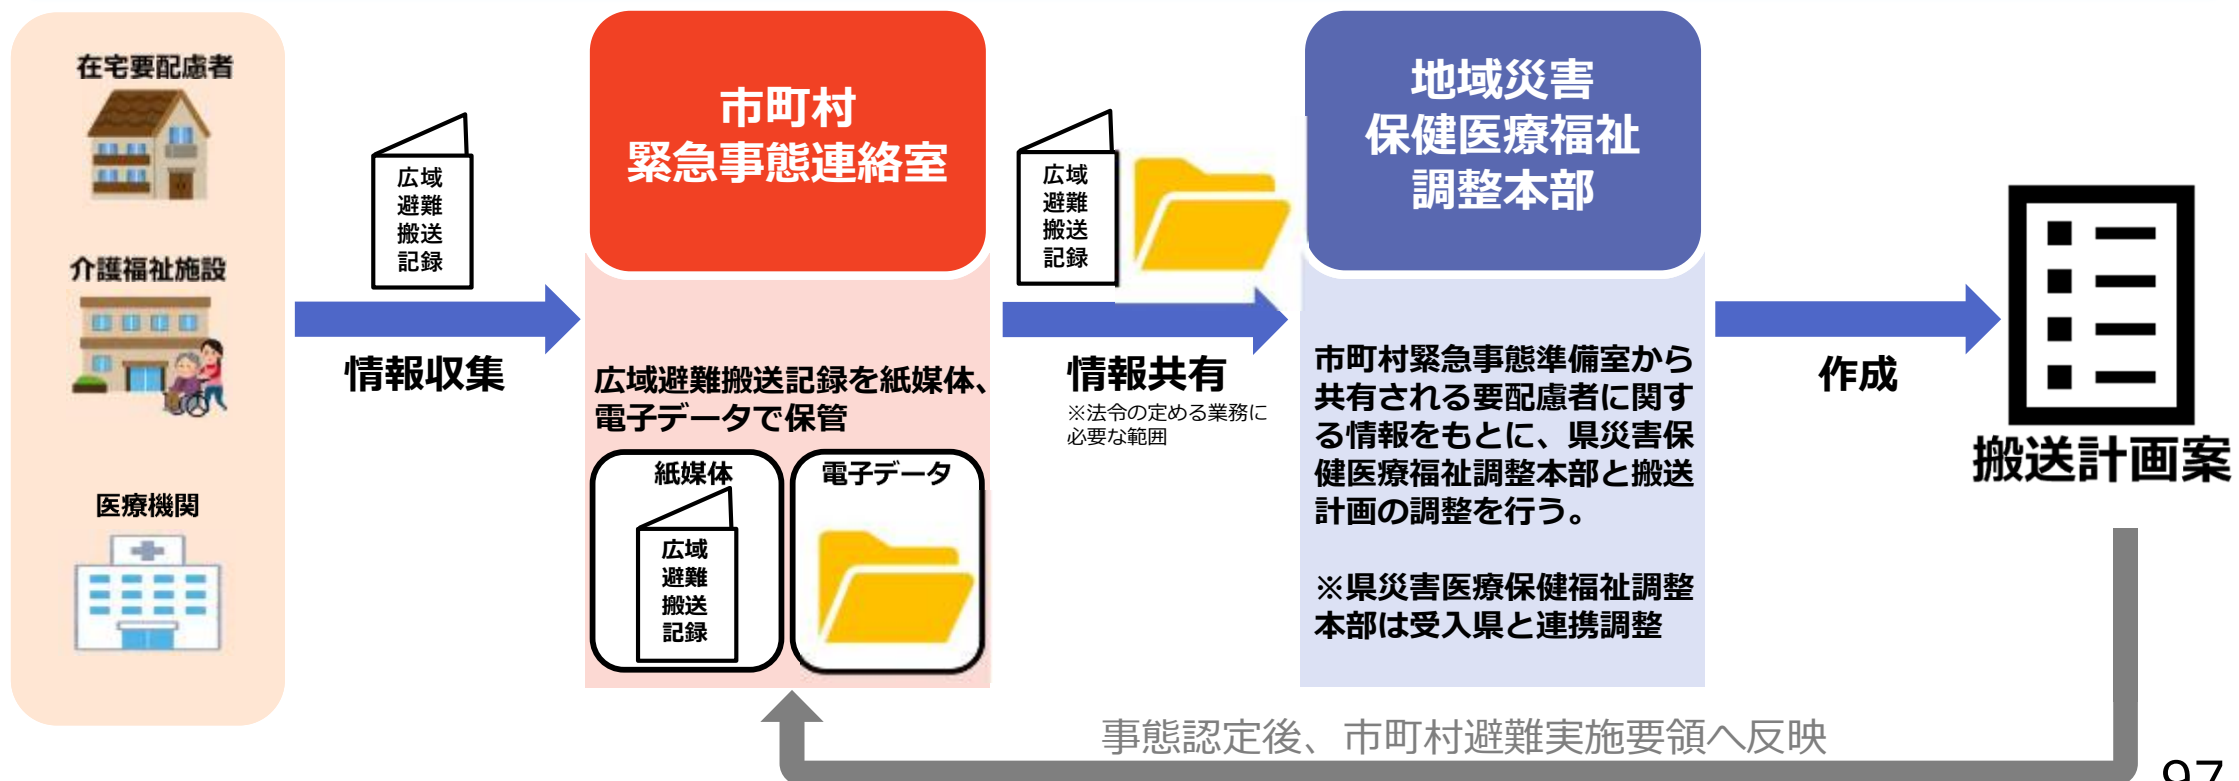 在宅要配慮者
介護福祉施設
医療機関
広域
避難
搬送
記録
情報収集
市町村
緊急事態連絡室
広域避難搬送記録を紙媒体、
電子データで保管
紙媒体
広域
避難
搬送
記録
電子データ
広域
避難
搬送
記録
情報共有
※法令の定める業務に
必要な範囲
地域災害
保健医療福祉
調整本部
市町村緊急事態準備室から
共有される要配慮者に関す
る情報をもとに、県災害保
健医療福祉調整本部と搬送
計画の調整を行う。
※県災害医療保健福祉調整
本部は受入県と連携調整
作成
搬送計画案
事態認定後、市町村避難実施要領へ反映
97